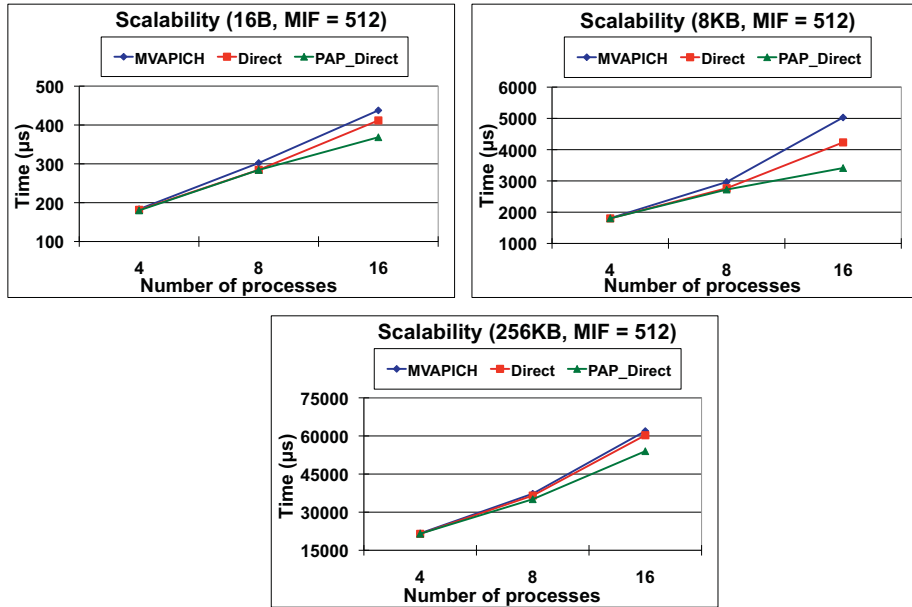 Scalability (16B, MIF = 512)
MVAPICH Direct PAP_Direct
500
400
300
200
100
Time (µs)
4 8 16
Number of processes
Scalability (8KB, MIF = 512)
MVAPICH Direct PAP_Direct
6000
5000
4000
3000
2000
1000
Time (µs)
4 8 16
Number of processes
Scalability (256KB, MIF = 512)
MVAPICH Direct PAP_Direct
75000
60000
45000
30000
15000
Time (µs)
4 8 16
Number of processes